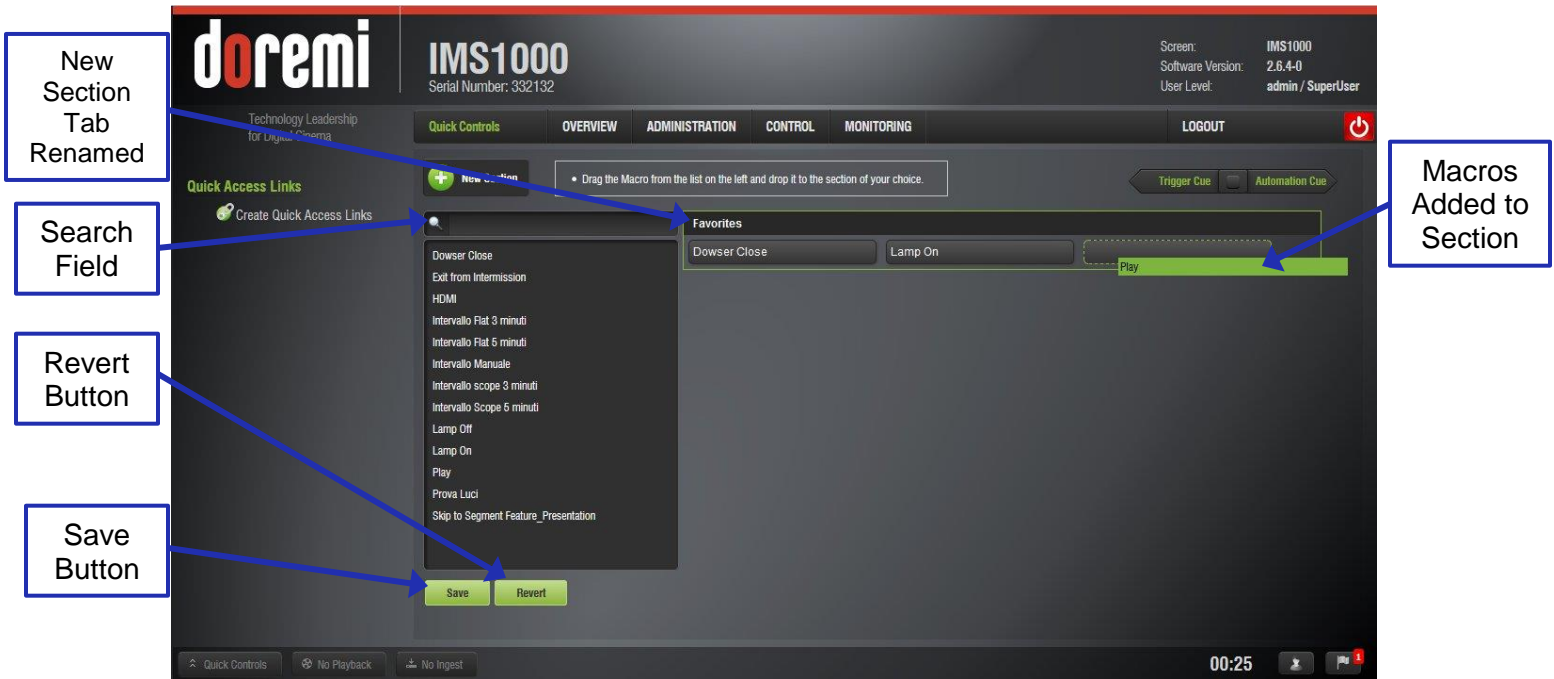 New
Section
Tab
Renamed
Search
Field
Revert
Button
Save
Button
doremi
Technology Leadership
for Digital Cinema
IMS1000
Serial Number: 332132
Screen: IMS1000
Software Version: 2.6.4-0
User Level: admin / SuperUser
Quick Controls OVERVIEW ADMINISTRATION CONTROL MONITORING LOGOUT
Quick Access Links
Create Quick Access Links
New Section
• Drag the Macro from the list on the left and drop it to the section of your choice.
Trigger Cue Automation Cue
Favorites
Dowser Close Lamp On
Play
Dowser Close
Exit from Intermission
HDMI
Intervallo Flat 3 minuti
Intervallo Flat 5 minuti
Intervallo Manuale
Intervallo scope 3 minuti
Intervallo Scope 5 minuti
Lamp Off
Lamp On
Play
Prova Luci
Skip to Segment Feature_Presentation
Save Revert
Quick Controls No Playback No Ingest 00:25 1
Macros
Added to
Section